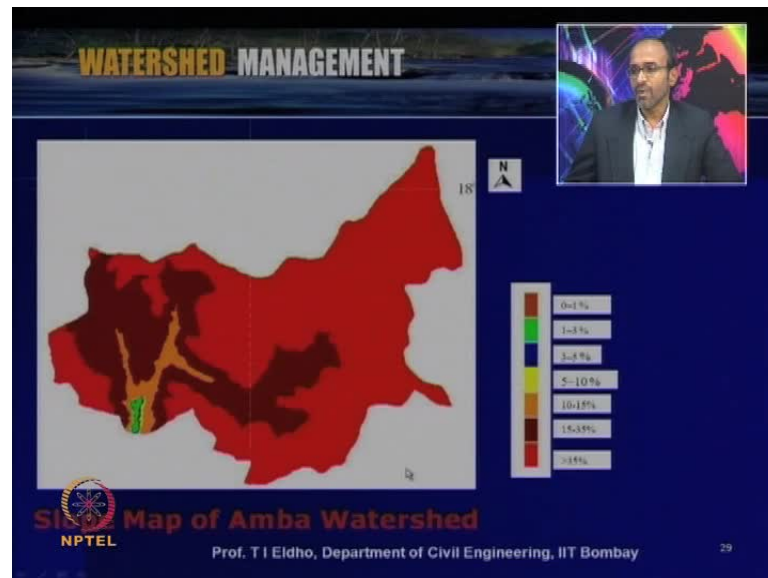 WATERSHED MANAGEMENT
N
18'
0-1%
1-3%
3-5%
5-10%
10-15%
15-35%
>35%
Slope Map of Amba Watershed
NPTEL
Prof. T I Eldho, Department of Civil Engineering, IIT Bombay
29